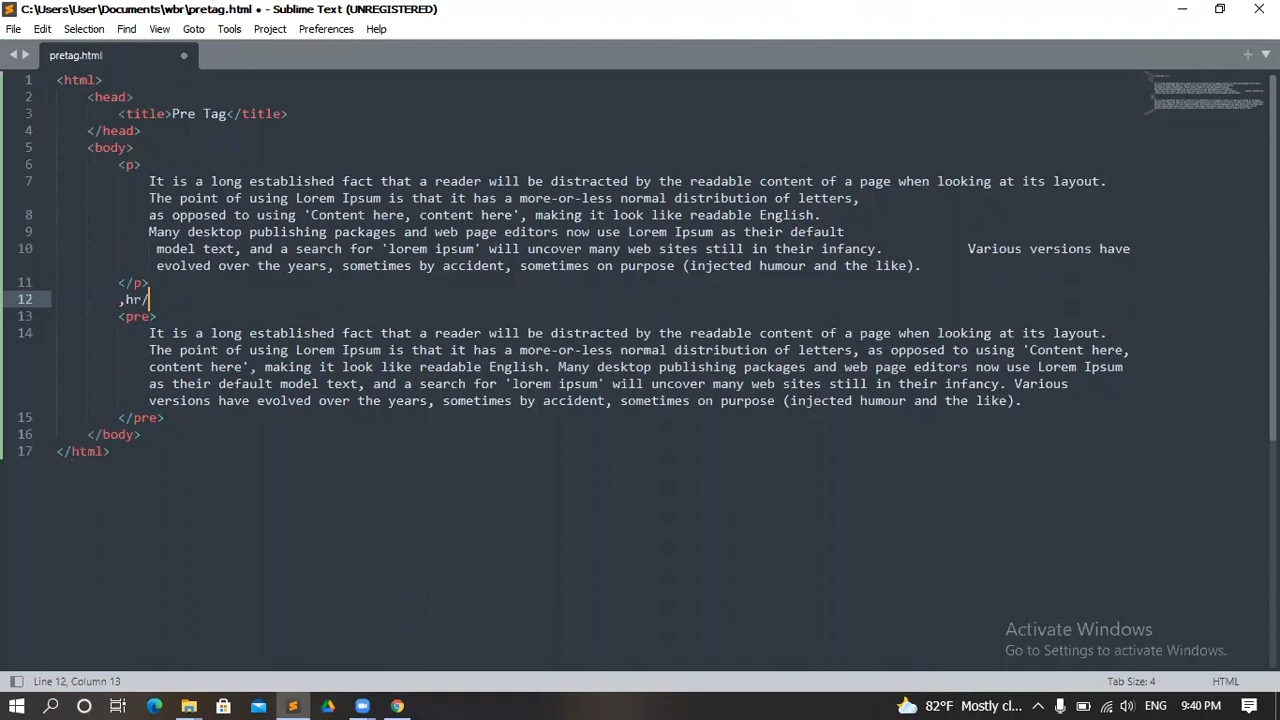 C:\Users\User\Documents\wbr\pretag.html • - Sublime Text (UNREGISTERED)
File Edit Selection Find View Goto Tools Project Preferences Help
pretag.html
1 <html>
2 <head>
3 <title>Pre Tag</title>
4 </head>
5 <body>
6 <p>
7 It is a long established fact that a reader will be distracted by the readable content of a page when looking at its layout.
The point of using Lorem Ipsum is that it has a more-or-less normal distribution of letters,
8 as opposed to using 'Content here, content here', making it look like readable English.
9 Many desktop publishing packages and web page editors now use Lorem Ipsum as their default
10 model text, and a search for 'lorem ipsum' will uncover many web sites still in their infancy. Various versions have
evolved over the years, sometimes by accident, sometimes on purpose (injected humour and the like).
11 </p>
12 ,hr/
13 <pre>
14 It is a long established fact that a reader will be distracted by the readable content of a page when looking at its layout.
The point of using Lorem Ipsum is that it has a more-or-less normal distribution of letters, as opposed to using 'Content here,
content here', making it look like readable English. Many desktop publishing packages and web page editors now use Lorem Ipsum
as their default model text, and a search for 'lorem ipsum' will uncover many web sites still in their infancy. Various
versions have evolved over the years, sometimes by accident, sometimes on purpose (injected humour and the like).
15 </pre>
16 </body>
17 </html>
Activate Windows
Go to Settings to activate Windows.
Line 12, Column 13
Tab Size: 4
HTML
82°F Mostly cl...
ENG
9:40 PM